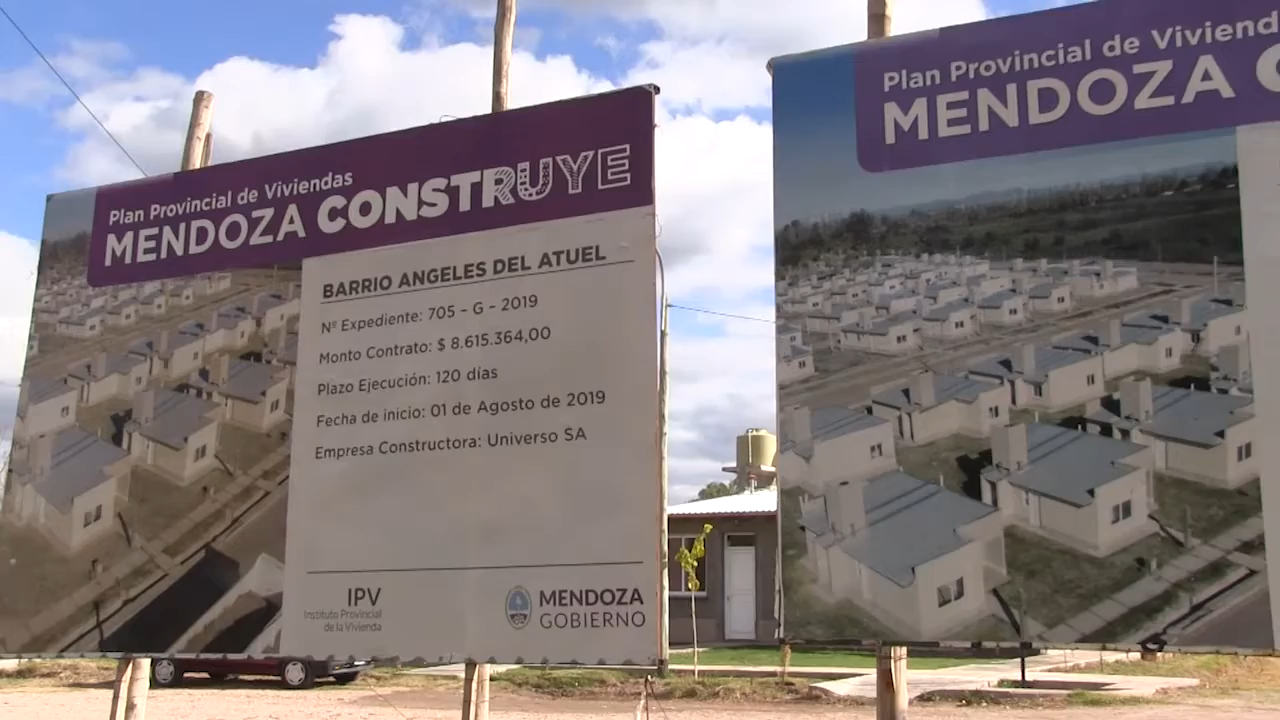 Plan Provincial de Viviendas
MENDOZA CONSTRUYE
BARRIO ANGELES DEL ATUEL
Nº Expediente: 705 - G - 2019
Monto Contrato: $ 8.615.364,00
Plazo Ejecución: 120 días
Fecha de inicio: 01 de Agosto de 2019
Empresa Constructora: Universo SA
IPV
Instituto Provincial
de la Vivienda
MENDOZA
GOBIERNO
Plan Provincial de Viviend
MENDOZA